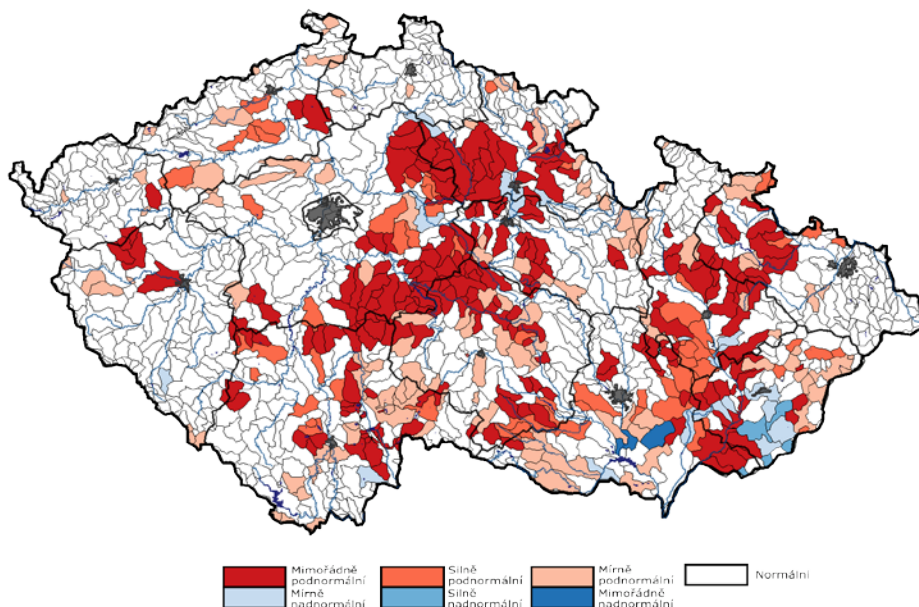 Mimořádně
podnormální
Silně
podnormální
Mírně
podnormální
Normální
Mírně
nadnormální
Silně
nadnormální
Mimořádně
nadnormální